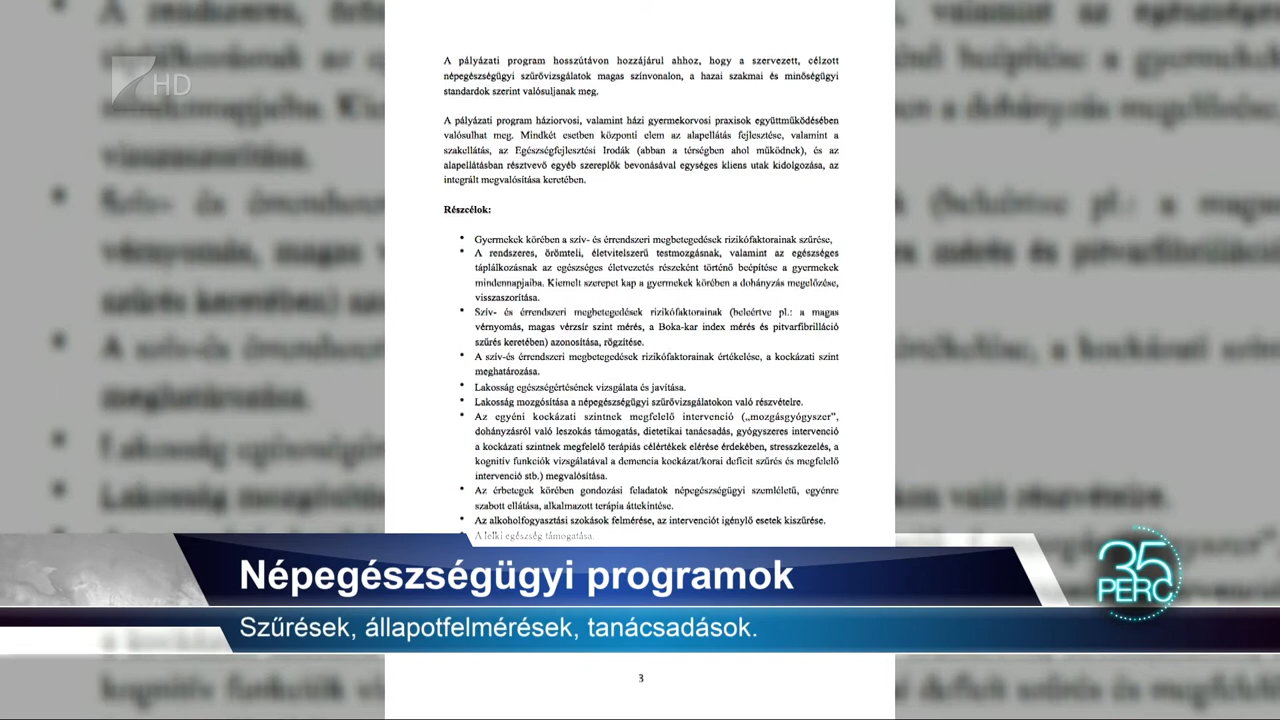 HD
A pályázati program hosszútávon hozzájárul ahhoz, hogy a szervezett, célzott
népegészségügyi szűrővizsgálatok magas színvonalon, a hazai szakmai és minőségügyi
standardok szerint valósuljanak meg.
A pályázati program háziorvosi, valamint házi gyermekorvosi praxisok együttműködésében
valósulhat meg. Mindkét esetben központi elem az alapellátás fejlesztése, valamint a
szakellátás, az Egészségfejlesztési Irodák (abban a térségben ahol működnek), és az
alapellátásban résztvevő egyéb szereplők bevonásával egységes kliens utak kidolgozása, az
integrált megvalósítása keretében.
Részcélok:
• Gyermekek körében a szív- és érrendszeri megbetegedések rizikófaktorainak szűrése,
• A rendszeres, örömteli, életvitelszerű testmozgásnak, valamint az egészséges
táplálkozásnak az egészséges életvezetés részeként történő beépítése a gyermekek
mindennapjaiba. Kiemelt szerepet kap a gyermekek körében a dohányzás megelőzése,
visszaszorítása.
• Szív- és érrendszeri megbetegedések rizikófaktorainak (beleértve pl.: a magas
vérnyomás, magas vérzsír szint mérés, a Boka-kar index mérés és pitvarfibrilláció
szűrés keretében) azonosítása, rögzítése.
• A szív-és érrendszeri megbetegedések rizikófaktorainak értékelése, a kockázati szint
meghatározása.
• Lakosság egészségértésének vizsgálata és javítása.
• Lakosság mozgósítása a népegészségügyi szűrővizsgálatokon való részvételre.
• Az egyéni kockázati szintnek megfelelő intervenció („mozgásgyógyszer”,
dohányzásról való leszokás támogatás, dietetikai tanácsadás, gyógyszeres intervenció
a kockázati szintnek megfelelő terápiás célértékek elérése érdekében, stresszkezelés, a
kognitív funkciók vizsgálatával a demencia kockázat/korai deficit szűrés és megfelelő
intervenció stb.) megvalósítása.
• Az érbetegek körében gondozási feladatok népegészségügyi szemléletű, egyénre
szabott ellátása, alkalmazott terápia áttekintése.
• Az alkoholfogyasztási szokások felmérése, az intervenciót igénylő esetek kiszűrése.
• A lelki egészség támogatása.
Népegészségügyi programok
Szűrések, állapotfelmérések, tanácsadások.
35
PERC
3